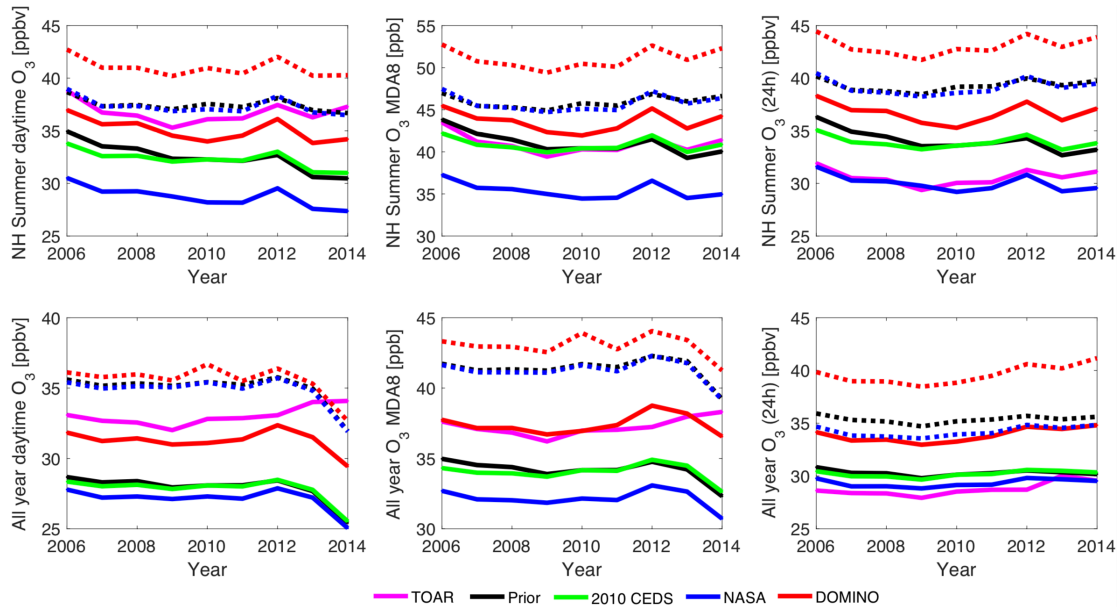 NH Summer daytime O3 [ppbv]
45
40
35
30
25
2006 2008 2010 2012 2014
Year
NH Summer O3 MDA8 [ppb]
55
50
45
40
35
30
2006 2008 2010 2012 2014
Year
NH Summer O3 (24h) [ppbv]
45
40
35
30
25
2006 2008 2010 2012 2014
Year
All year daytime O3 [ppbv]
40
35
30
25
2006 2008 2010 2012 2014
Year
All year O3 MDA8 [ppb]
45
40
35
30
2006 2008 2010 2012 2014
Year
All year O3 (24h) [ppbv]
45
40
35
30
25
2006 2008 2010 2012 2014
Year
TOAR Prior 2010 CEDS NASA DOMINO